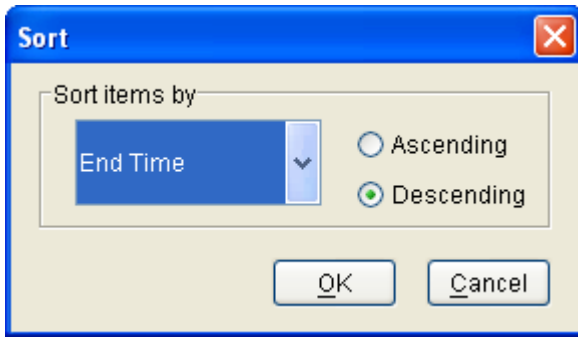 Sort
Sort items by
End Time
Ascending
Descending
OK
Cancel